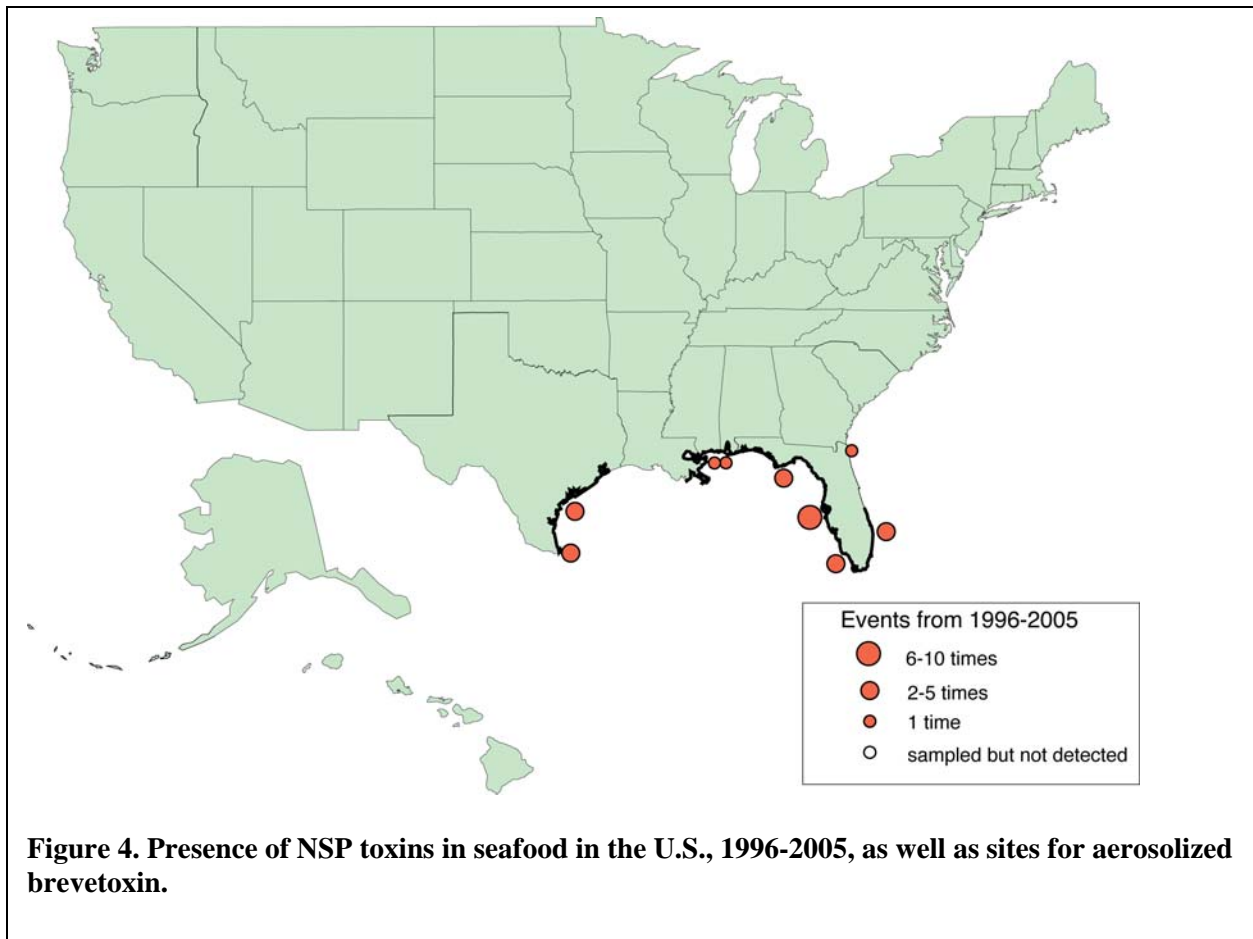 Events from 1996-2005
6-10 times
2-5 times
1 time
sampled but not detected
Figure 4. Presence of NSP toxins in seafood in the U.S., 1996-2005, as well as sites for aerosolized
brevetoxin.